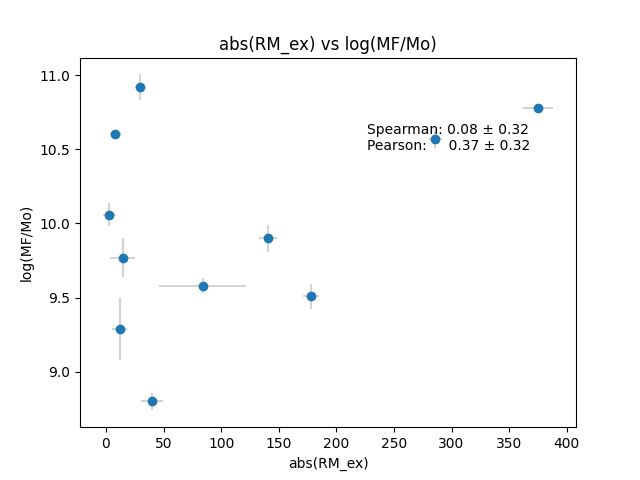 abs(RM_ex) vs log(MF/Mo)
11.0
10.5
10.0
9.5
9.0
log(MF/Mo)
Spearman: 0.08 ± 0.32
Pearson: 0.37 ± 0.32
0 50 100 150 200 250 300 350 400
abs(RM_ex)